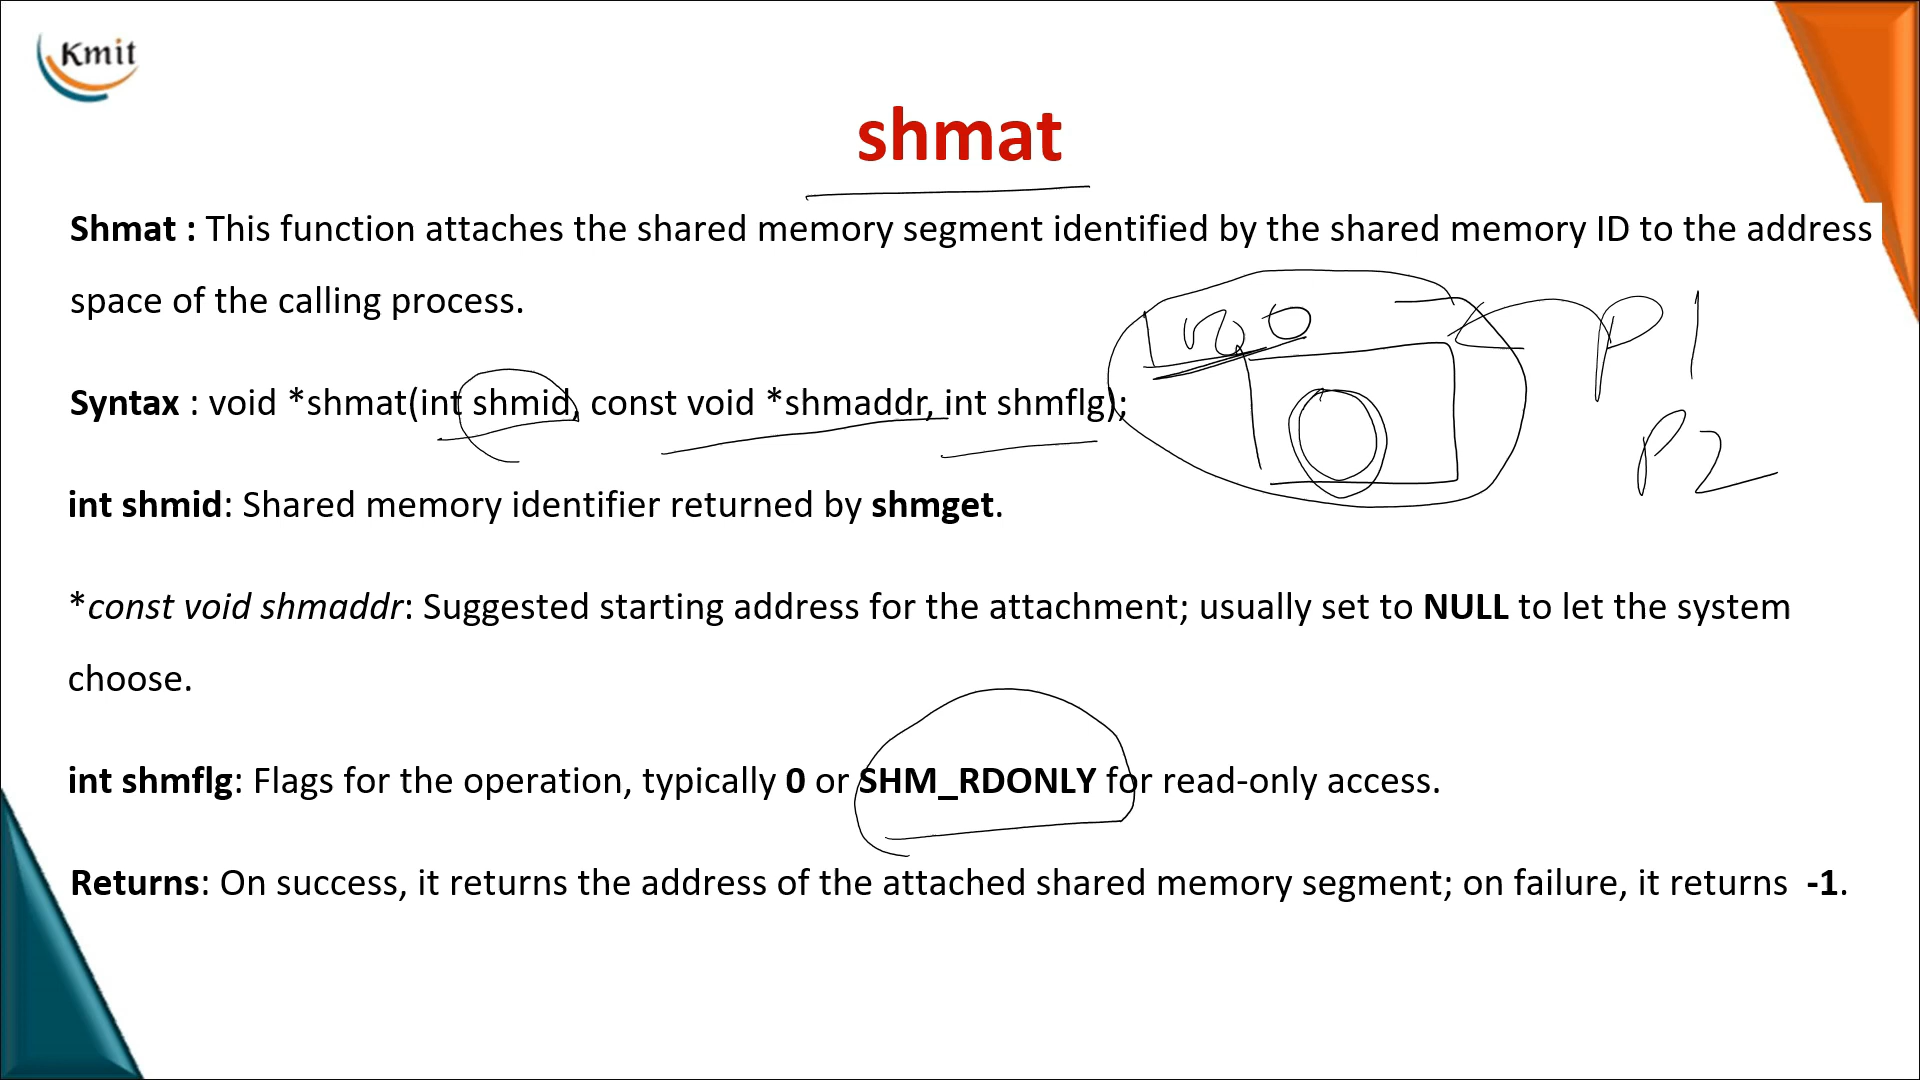 Kmit
shmat
Shmat : This function attaches the shared memory segment identified by the shared memory ID to the address
space of the calling process.
P1
Syntax : void *shmat(int shmid, const void *shmaddr, int shmflg);
P2
int shmid: Shared memory identifier returned by shmget.
*const void shmaddr: Suggested starting address for the attachment; usually set to NULL to let the system
choose.
int shmflg: Flags for the operation, typically 0 or SHM_RDONLY for read-only access.
Returns: On success, it returns the address of the attached shared memory segment; on failure, it returns -1.